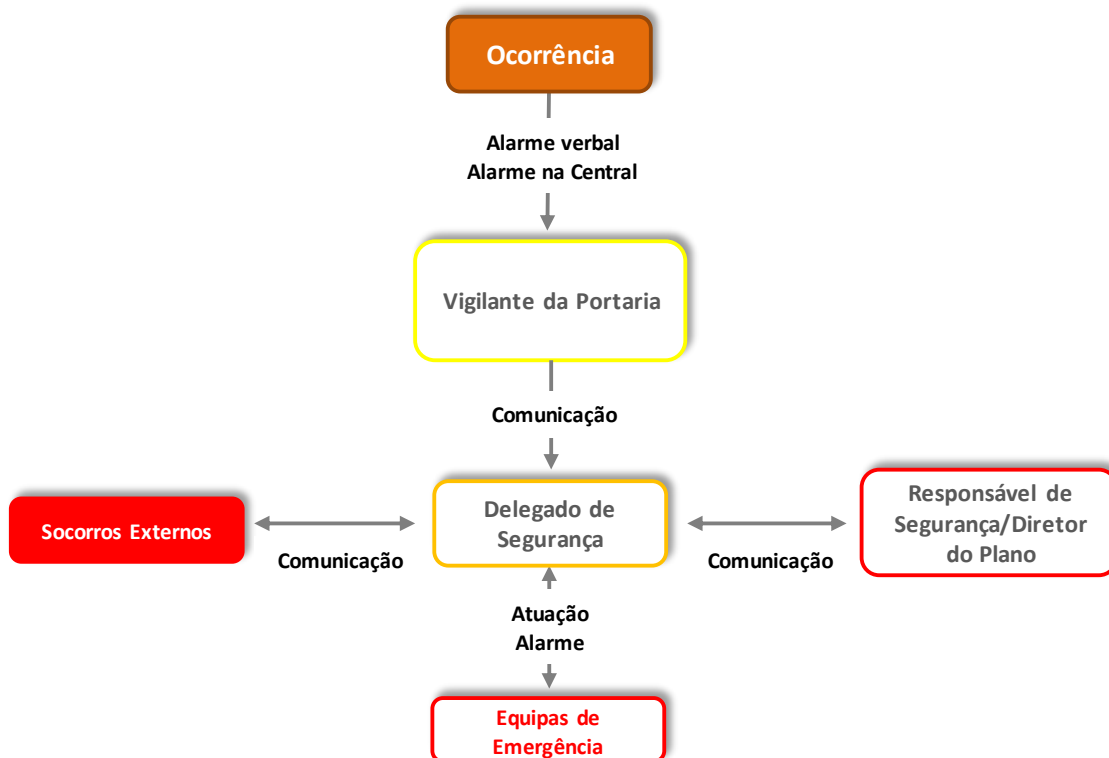 Ocorrência
Alarme verbal
Alarme na Central
Vigilante da Portaria
Comunicação
Socorros Externos
Comunicação
Delegado de
Segurança
Comunicação
Responsável de
Segurança/Diretor
do Plano
Atuação
Alarme
Equipas de
Emergência